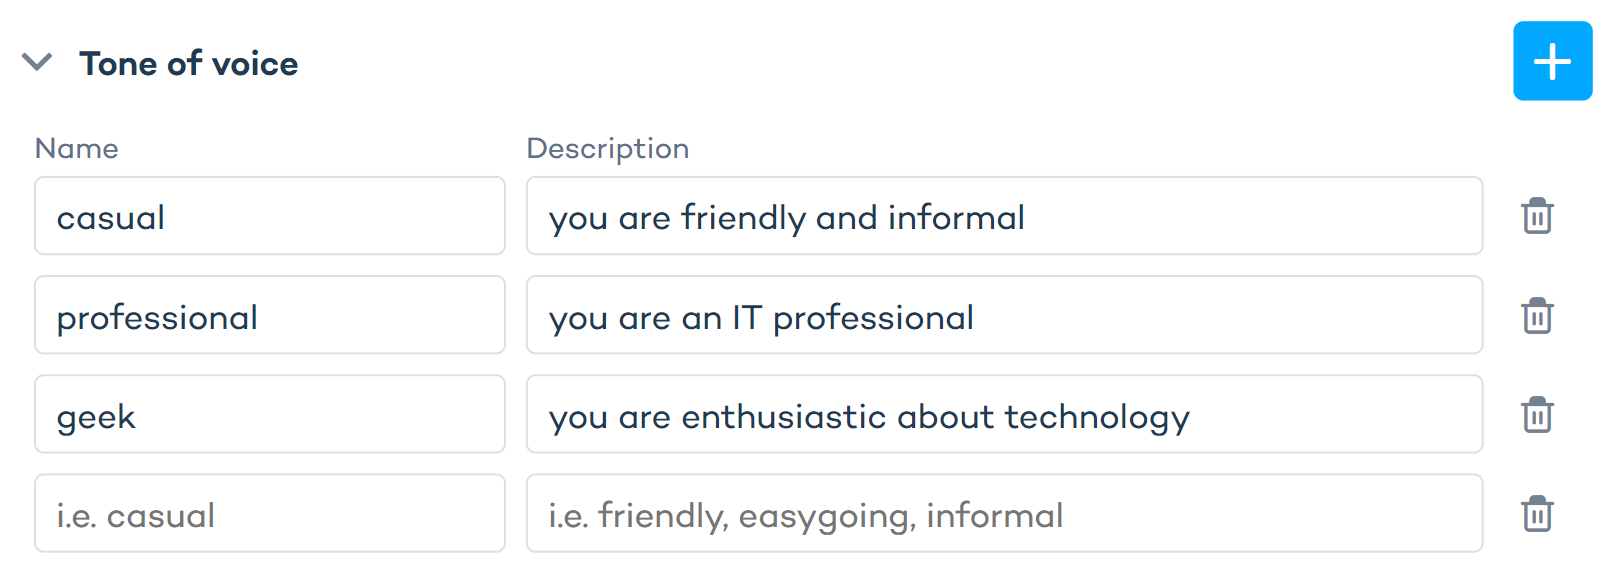 Tone of voice
Name Description
casual you are friendly and informal
professional you are an IT professional
geek you are enthusiastic about technology
i.e. casual i.e. friendly, easygoing, informal